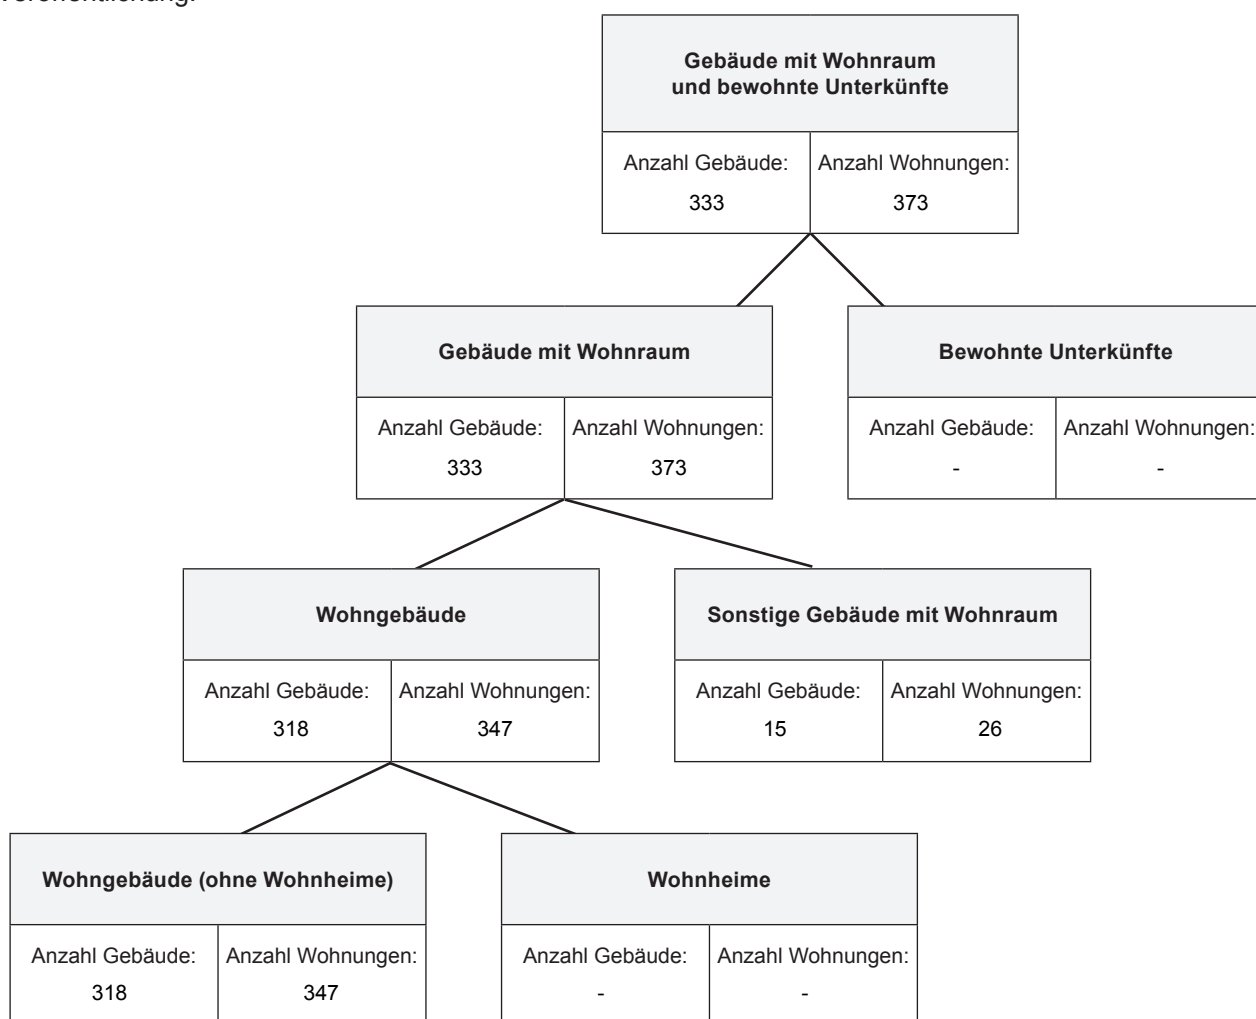 Veröffentlichung.
Gebäude mit Wohnraum
und bewohnte Unterkünfte
Anzahl Gebäude: Anzahl Wohnungen:
333 373
Gebäude mit Wohnraum Bewohnte Unterkünfte
Anzahl Gebäude: Anzahl Wohnungen: Anzahl Gebäude: Anzahl Wohnungen:
333 373 - -
Wohngebäude Sonstige Gebäude mit Wohnraum
Anzahl Gebäude: Anzahl Wohnungen: Anzahl Gebäude: Anzahl Wohnungen:
318 347 15 26
Wohngebäude (ohne Wohnheime) Wohnheime
Anzahl Gebäude: Anzahl Wohnungen: Anzahl Gebäude: Anzahl Wohnungen:
318 347 - -